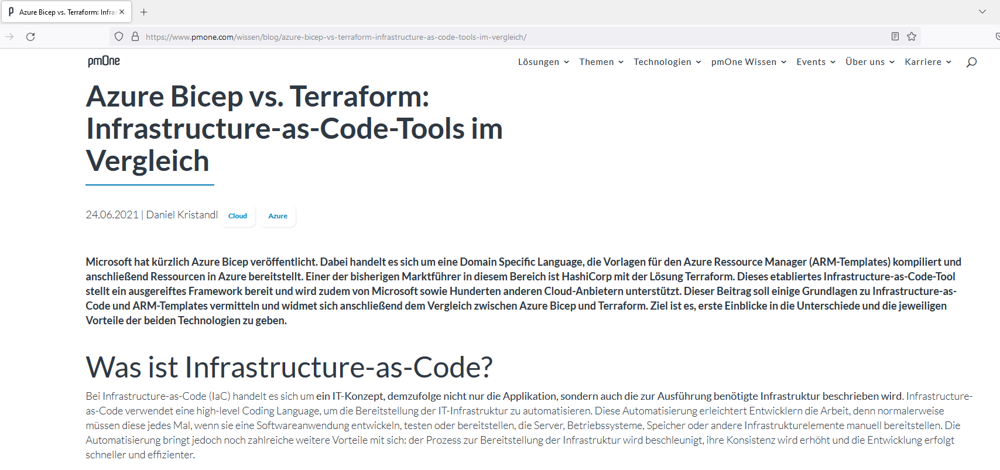 Azure Bicep vs. Terraform: Infras
https://www.pmone.com/wissen/blog/azure-bicep-vs-terraform-infrastructure-as-code-tools-im-vergleich/
pmOne
Lösungen Themen Technologien pmOne Wissen Events Über uns Karriere
Azure Bicep vs. Terraform:
Infrastructure-as-Code-Tools im
Vergleich
24.06.2021 | Daniel Kristandl Cloud Azure
Microsoft hat kürzlich Azure Bicep veröffentlicht. Dabei handelt es sich um eine Domain Specific Language, die Vorlagen für den Azure Ressource Manager (ARM-Templates) kompiliert und
anschließend Ressourcen in Azure bereitstellt. Einer der bisherigen Marktführer in diesem Bereich ist HashiCorp mit der Lösung Terraform. Dieses etabliertes Infrastructure-as-Code-Tool
stellt ein ausgereiftes Framework bereit und wird zudem von Microsoft sowie Hunderten anderen Cloud-Anbietern unterstützt. Dieser Beitrag soll einige Grundlagen zu Infrastructure-as-
Code und ARM-Templates vermitteln und widmet sich anschließend dem Vergleich zwischen Azure Bicep und Terraform. Ziel ist es, erste Einblicke in die Unterschiede und die jeweiligen
Vorteile der beiden Technologien zu geben.
Was ist Infrastructure-as-Code?
Bei Infrastructure-as-Code (IaC) handelt es sich um ein IT-Konzept, demzufolge nicht nur die Applikation, sondern auch die zur Ausführung benötigte Infrastruktur beschrieben wird. Infrastructure-
as-Code verwendet eine high-level Coding Language, um die Bereitstellung der IT-Infrastruktur zu automatisieren. Diese Automatisierung erleichtert Entwicklern die Arbeit, denn normalerweise
müssen diese jedes Mal, wenn sie eine Softwareanwendung entwickeln, testen oder bereitstellen, die Server, Betriebssysteme, Speicher oder andere Infrastrukturelemente manuell bereitstellen. Die
Automatisierung bringt jedoch noch zahlreiche weitere Vorteile mit sich: der Prozess zur Bereitstellung der Infrastruktur wird beschleunigt, ihre Konsistenz wird erhöht und die Entwicklung erfolgt
schneller und effizienter.